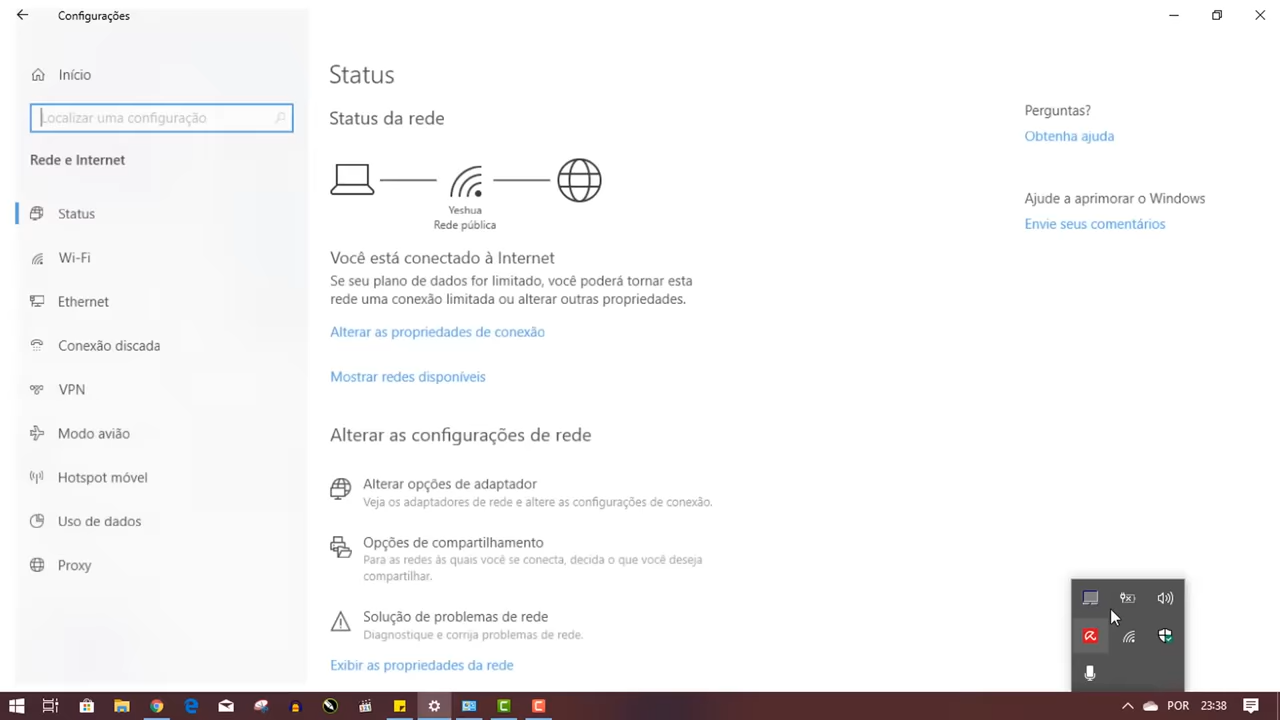 Configurações
Início
Localizar uma configuração
Rede e Internet
Status
Wi-Fi
Ethernet
Conexão discada
VPN
Modo avião
Hotspot móvel
Uso de dados
Proxy
Status
Status da rede
Yeshua
Rede pública
Você está conectado à Internet
Se seu plano de dados for limitado, você poderá tornar esta
rede uma conexão limitada ou alterar outras propriedades.
Alterar as propriedades de conexão
Mostrar redes disponíveis
Alterar as configurações de rede
Alterar opções de adaptador
Veja os adaptadores de rede e altere as configurações de conexão.
Opções de compartilhamento
Para as redes às quais você se conecta, decida o que você deseja
compartilhar.
Solução de problemas de rede
Diagnostique e corrija problemas de rede.
Exibir as propriedades da rede
Perguntas?
Obtenha ajuda
Ajude a aprimorar o Windows
Envie seus comentários
POR 23:38